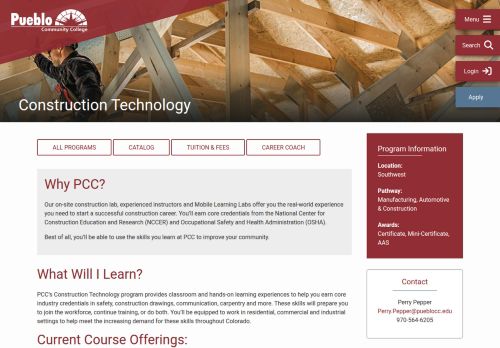 Pueblo
Community College
Menu
Search
Login
Apply
Construction Technology
ALL PROGRAMS
CATALOG
TUITION & FEES
CAREER COACH
Why PCC?
Our on-site construction lab, experienced instructors and Mobile Learning Labs offer you the real-world experience
you need to start a successful construction career. You'll earn core credentials from the National Center for
Construction Education and Research (NCCER) and Occupational Safety and Health Administration (OSHA).
Best of all, you'll be able to use the skills you learn at PCC to improve your community.
What Will I Learn?
PCC's Construction Technology program provides classroom and hands-on learning experiences to help you earn core
industry credentials in safety, construction drawings, communication, carpentry and more. These skills will prepare you
to join the workforce, continue training, or do both. You'll be equipped to work in residential, commercial and industrial
settings to help meet the increasing demand for these skills throughout Colorado.
Current Course Offerings:
Program Information
Location:
Southwest
Pathway:
Manufacturing, Automotive
& Construction
Awards:
Certificate, Mini-Certificate,
AAS
Contact
Perry Pepper
Perry.Pepper@pueblocc.edu
970-564-6205